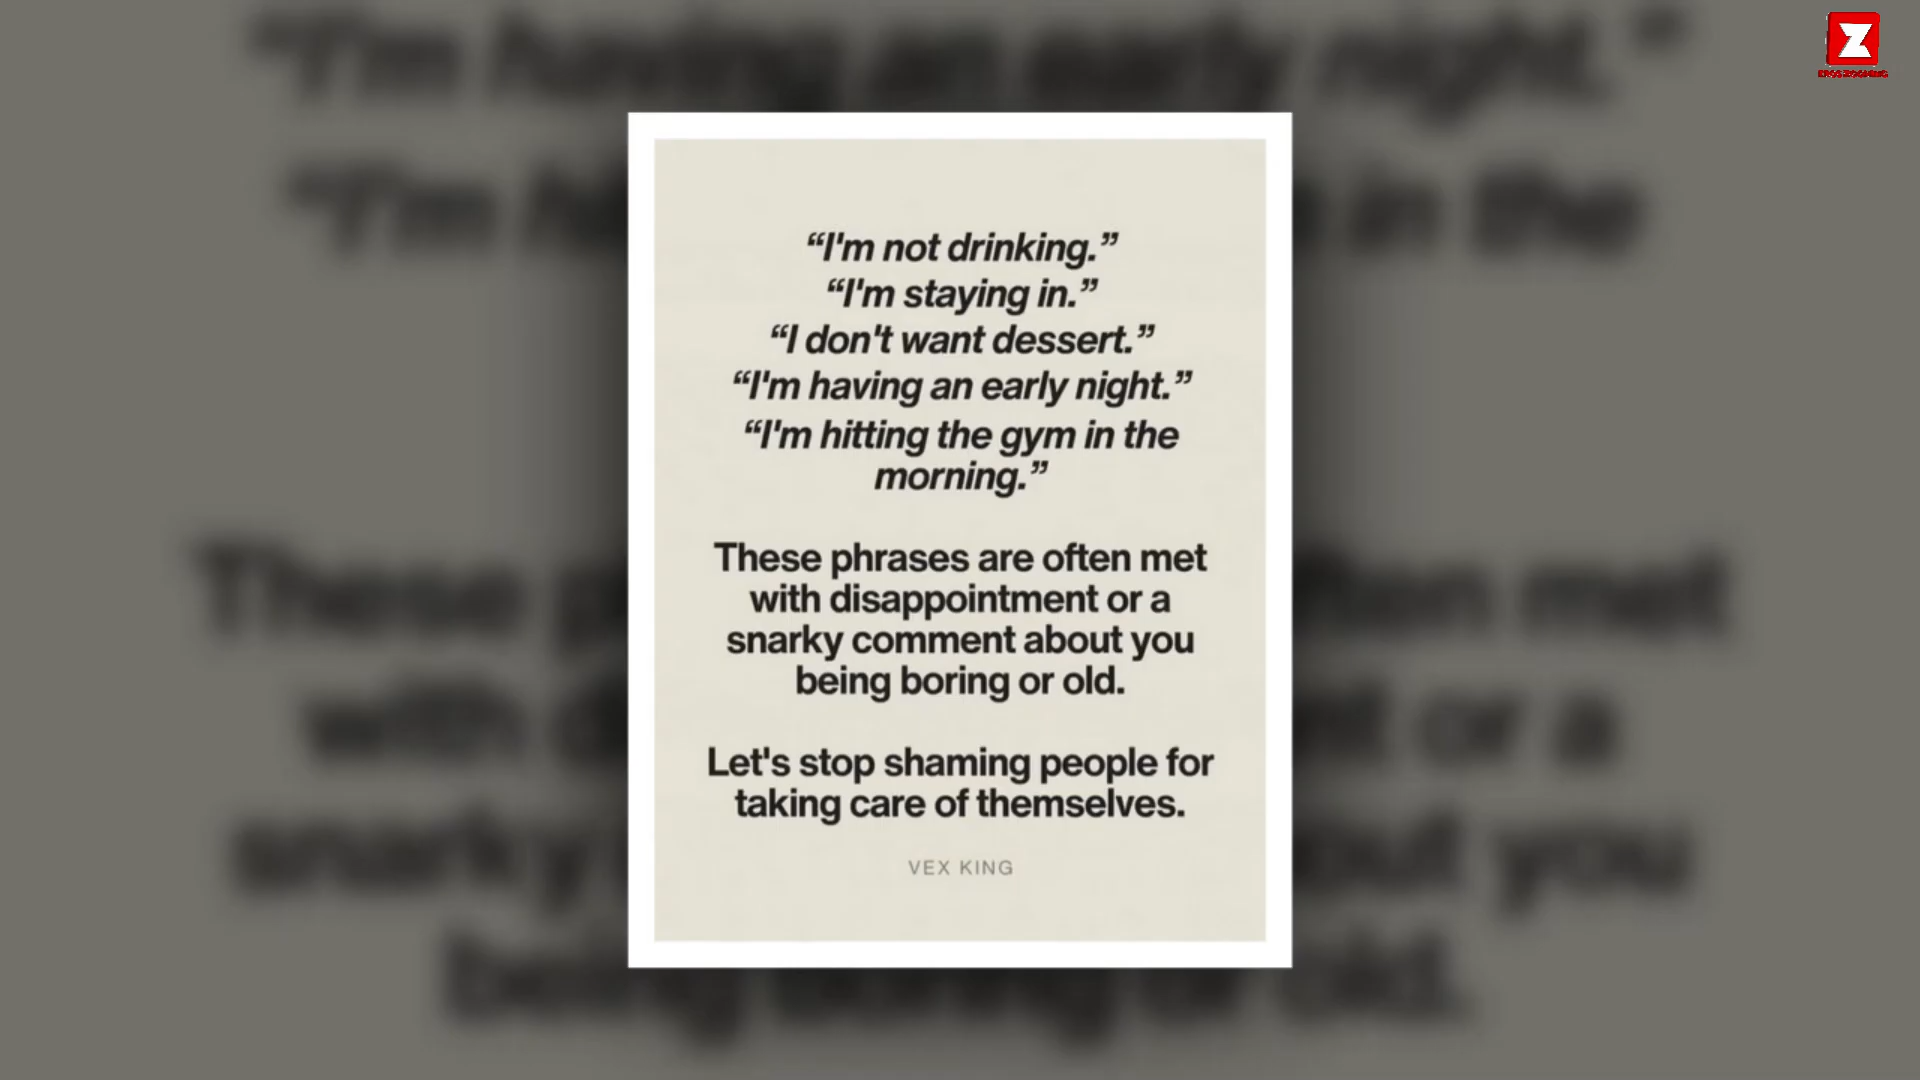 “I'm not drinking.”
“I'm staying in.”
“I don't want dessert.”
“I'm having an early night.”
“I'm hitting the gym in the
morning.”
These phrases are often met
with disappointment or a
snarky comment about you
being boring or old.
Let's stop shaming people for
taking care of themselves.
VEX KING
Z